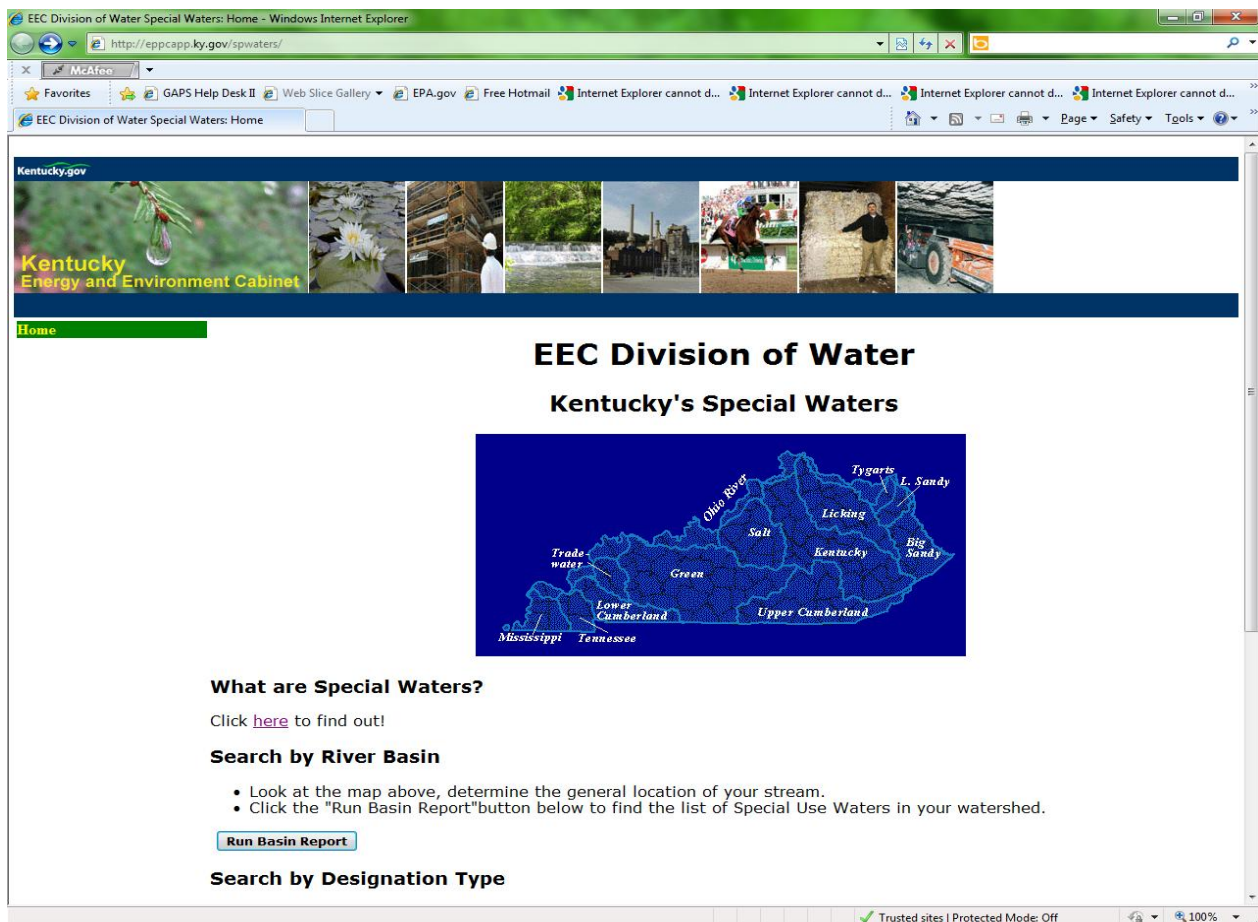 EEC Division of Water Special Waters: Home - Windows Internet Explorer
http://eppcapp.ky.gov/spwaters/
X McAfee
Favorites GAPS Help Desk II Web Slice Gallery EPA.gov Free Hotmail Internet Explorer cannot d... Internet Explorer cannot d... Internet Explorer cannot d... Internet Explorer cannot d...
EEC Division of Water Special Waters: Home Page Safety Tools
Kentucky.gov
Kentucky
Energy and Environment Cabinet
Home
EEC Division of Water
Kentucky's Special Waters
Tygarts
L. Sandy
Ohio River
Licking
Salt
Big
Sandy
Kentucky
Trade-
water
Green
Lower
Cumberland
Upper Cumberland
Mississippi
Tennessee
What are Special Waters?
Click here to find out!
Search by River Basin
• Look at the map above, determine the general location of your stream.
• Click the "Run Basin Report"button below to find the list of Special Use Waters in your watershed.
Run Basin Report
Search by Designation Type
Trusted sites | Protected Mode: Off 100%